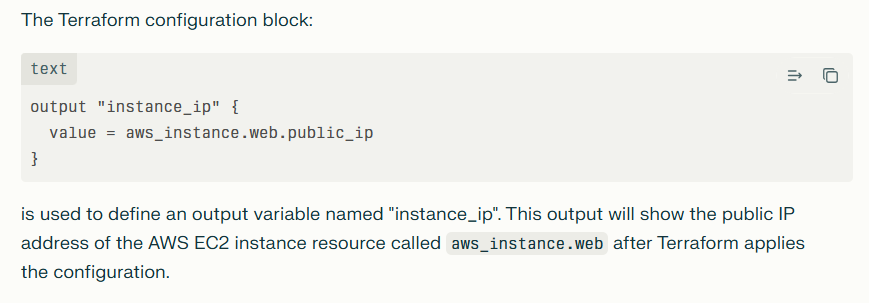 The Terraform configuration block:
text
output "instance_ip" {
  value = aws_instance.web.public_ip
}
is used to define an output variable named "instance_ip". This output will show the public IP
address of the AWS EC2 instance resource called aws_instance.web after Terraform applies
the configuration.